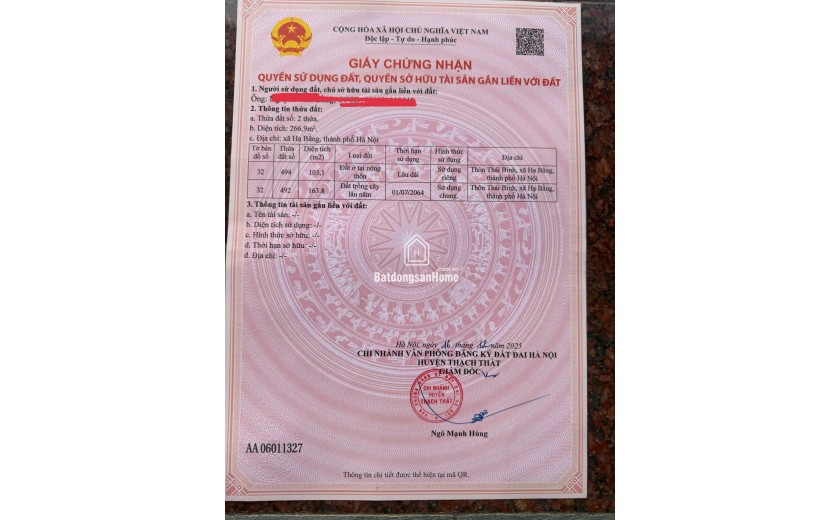 CỘNG HÒA XÃ HỘI CHỦ NGHĨA VIỆT NAM
Độc lập - Tự do - Hạnh phúc
GIẤY CHỨNG NHẬN
QUYỀN SỬ DỤNG ĐẤT, QUYỀN SỞ HỮU TÀI SẢN GẮN LIỀN VỚI ĐẤT
1. Người sử dụng đất, chủ sở hữu tài sản gắn liền với đất:
Ông:
2. Thông tin thửa đất:
a. Thửa đất số: 2 thửa.
b. Diện tích: 266,9m².
c. Địa chỉ: xã Hạ Bằng, thành phố Hà Nội
Tờ bản đồ số Thửa đất số Diện tích (m2) Loại đất Thời hạn sử dụng Hình thức sử dụng Địa chỉ
32 494 103,1 Đất ở tại nông thôn Lâu dài Sử dụng riêng Thôn Thái Bình, xã Hạ Bằng, thành phố Hà Nội
32 492 163,8 Đất trồng cây lâu năm 01/07/2064 Sử dụng chung. Thôn Thái Bình, xã Hạ Bằng, thành phố Hà Nội
3. Thông tin tài sản gắn liền với đất:
a. Tên tài sản: -/-
b. Diện tích sử dụng: -/-
c. Hình thức sở hữu: -/-
d. Thời hạn sở hữu: -/-
đ. Địa chỉ: -/-
BatdongsanHome
.com.vn
Hà Nội, ngày 16 tháng 12 năm 2025
CHI NHÁNH VĂN PHÒNG ĐĂNG KÝ ĐẤT ĐAI HÀ NỘI
HUYỆN THẠCH THẤT
GIÁM ĐỐC
CHI NHÁNH
HUYỆN
THẠCH THẤT
Ngô Mạnh Hùng
AA 06011327
Thông tin chi tiết được thể hiện tại mã QR.